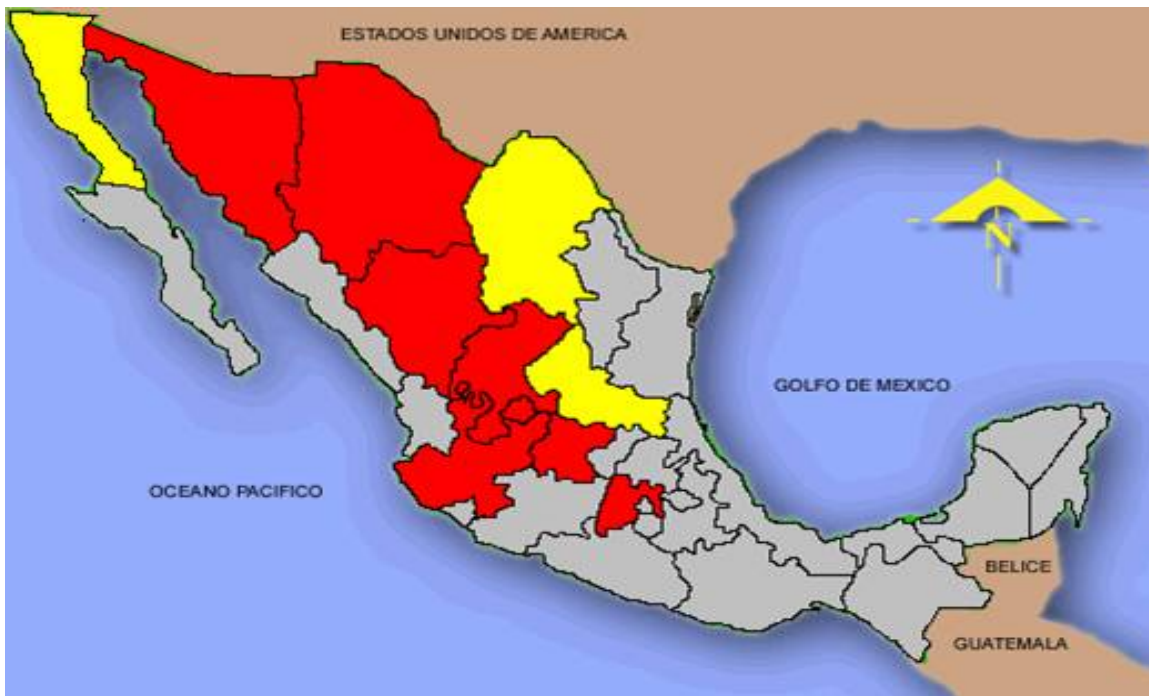 ESTADOS UNIDOS DE AMERICA
N
GOLFO DE MEXICO
OCEANO PACIFICO
BELICE
GUATEMALA